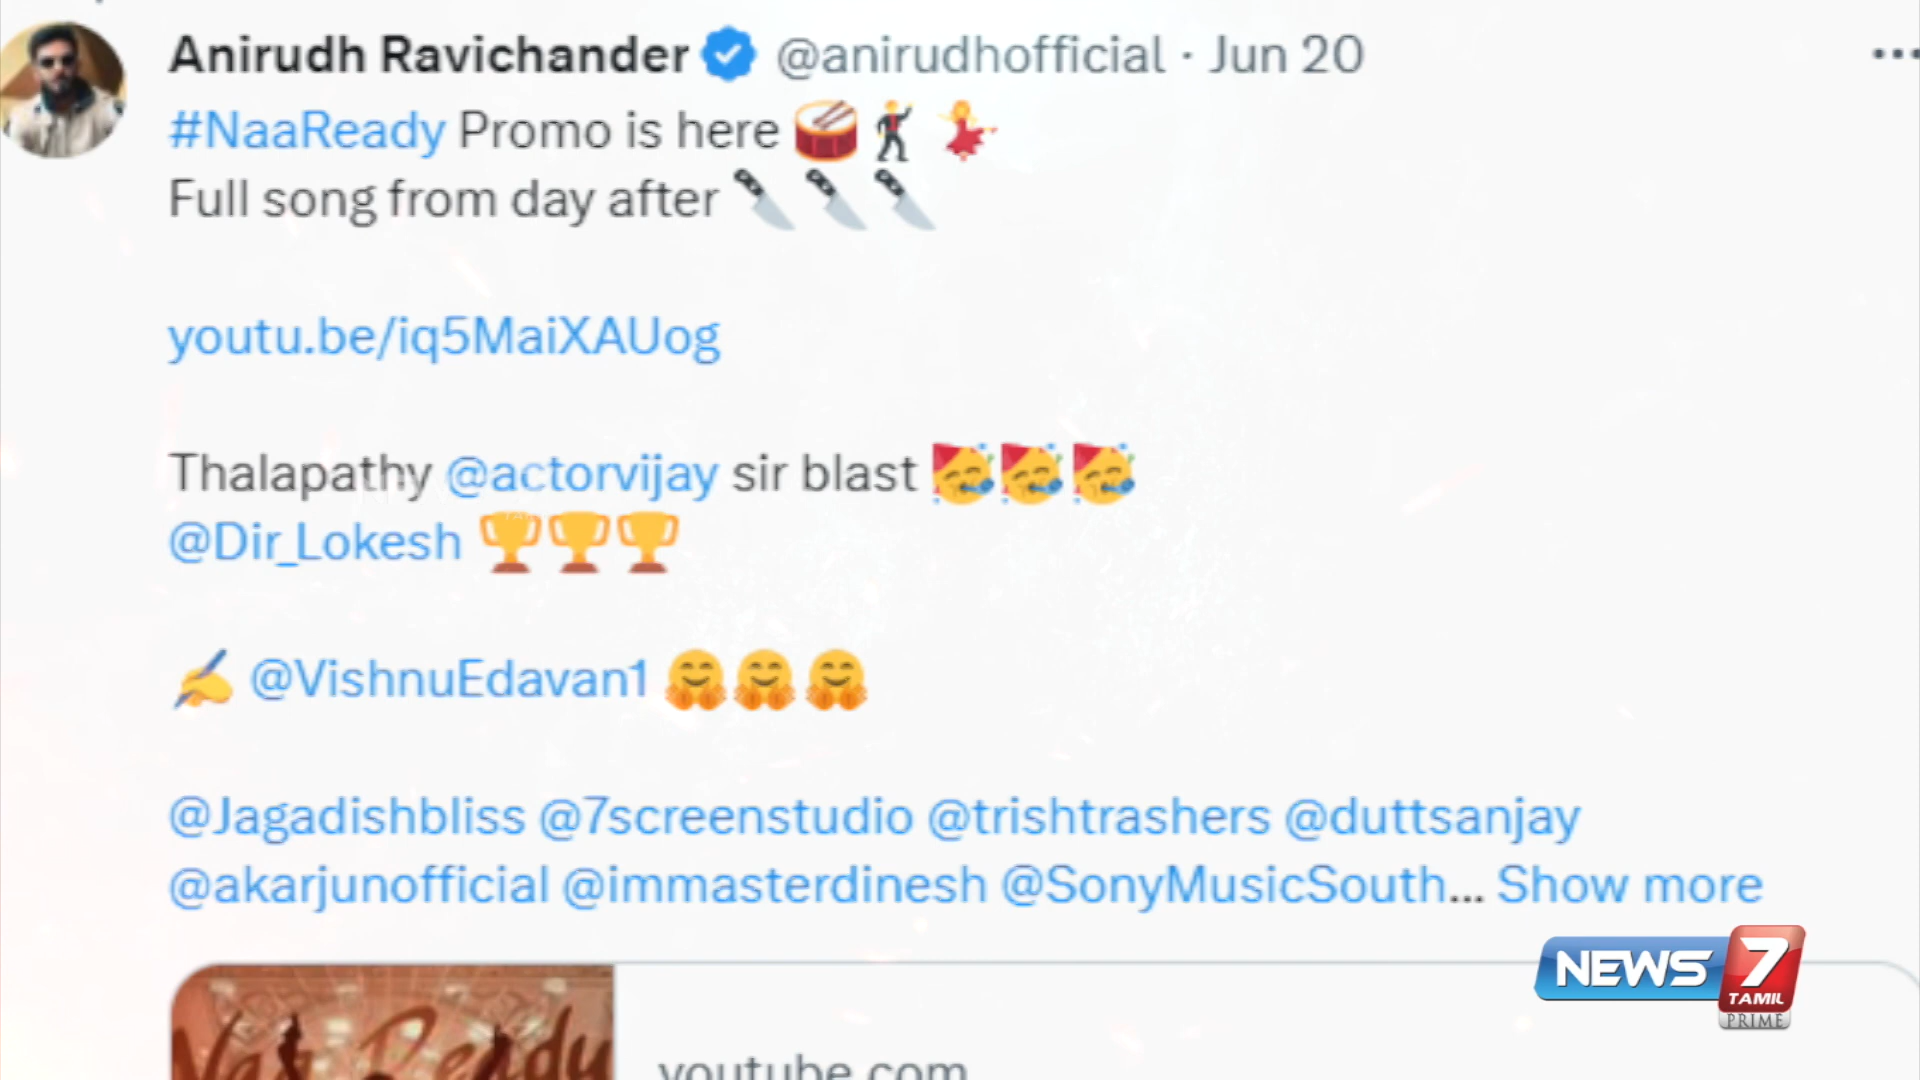 Anirudh Ravichander @anirudhofficial · Jun 20
#NaaReady Promo is here 🥁🕺💃
Full song from day after 🔪🔪🔪
youtu.be/iq5MaiXAUog
Thalapathy @actorvijay sir blast 🥳🥳🥳
@Dir_Lokesh 🏆🏆🏆
✍️ @VishnuEdavan1 🤗🤗🤗
@Jagadishbliss @7screenstudio @trishtrashers @duttsanjay
@akarjunofficial @immasterdinesh @SonyMusicSouth... Show more
Naa Ready
youtube.com
NEWS 7
TAMIL
PRIME